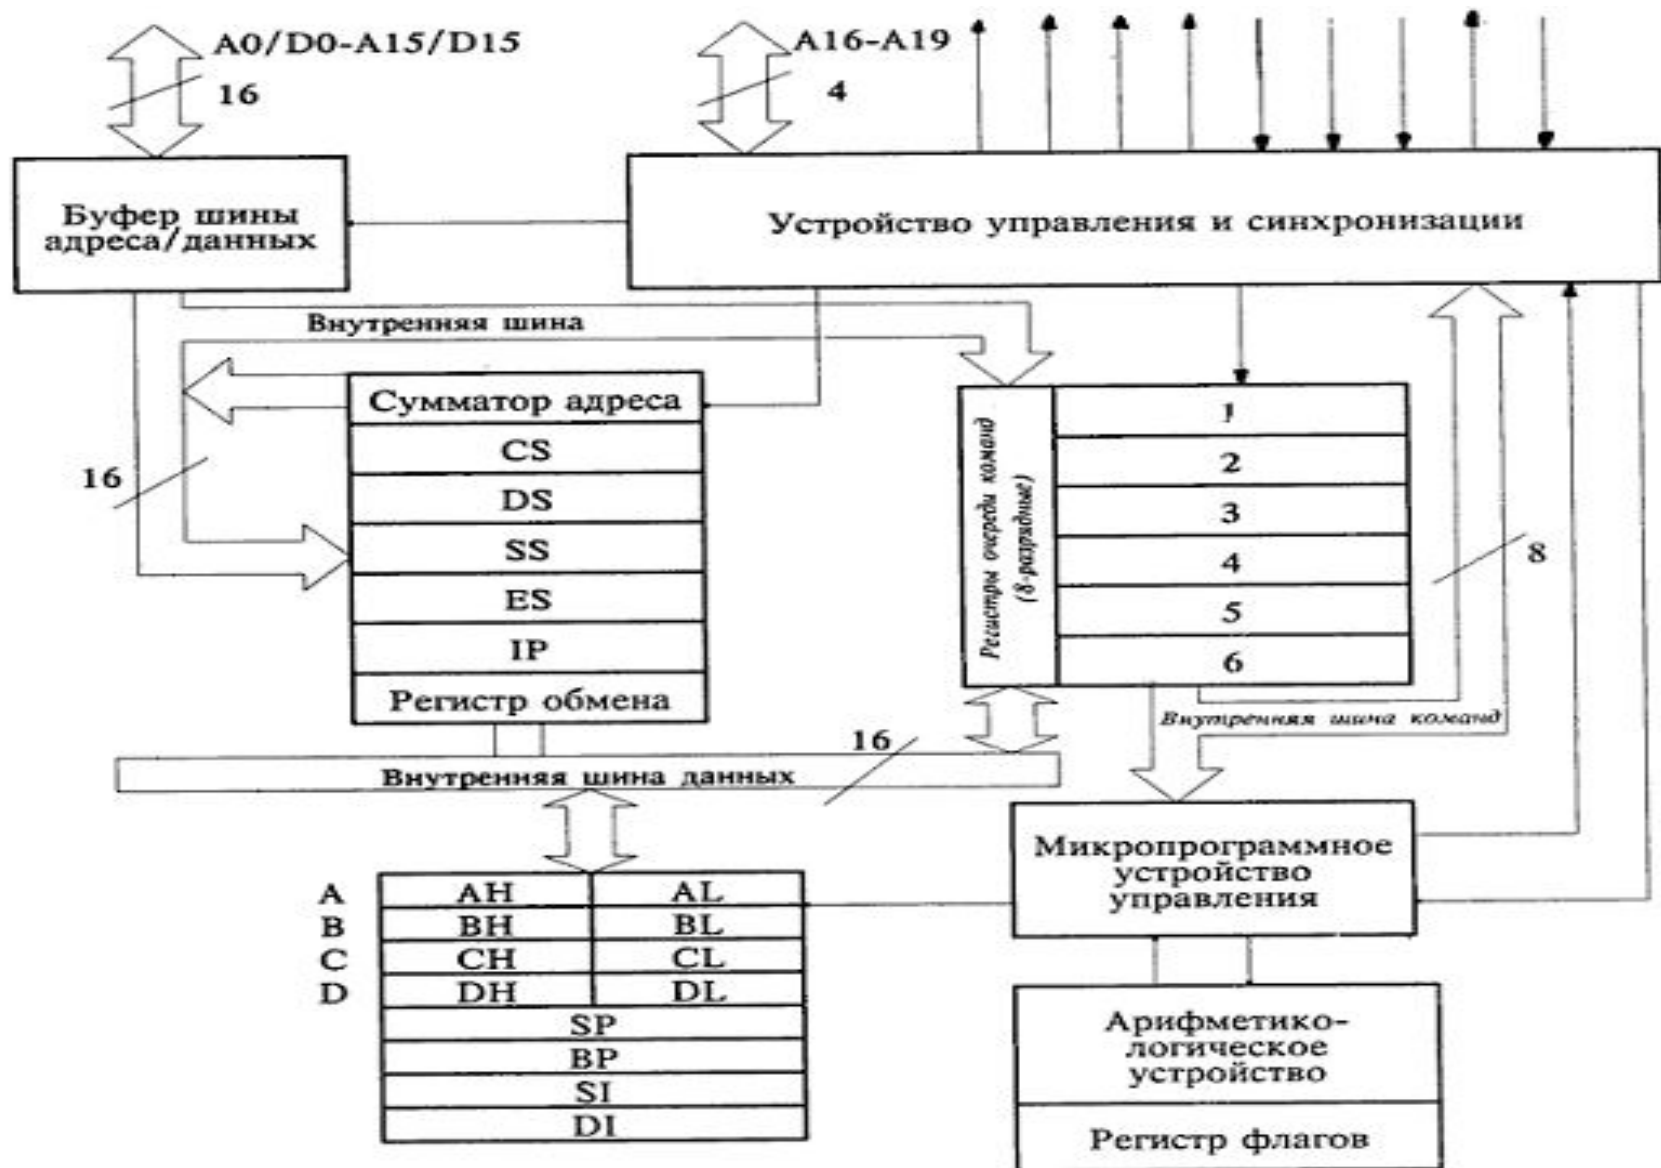 A0/D0-A15/D15
16
A16-A19
4
Буфер шины
адреса/данных
Устройство управления и синхронизации
Внутренняя шина
Сумматор адреса
CS
DS
SS
ES
IP
Регистр обмена
16
Регистры очереди команд
(8-разрядные)
1
2
3
4
5
6
8
Внутренняя шина команд
16
Внутренняя шина данных
Микропрограммное
устройство
управления
A AH AL
B BH BL
C CH CL
D DH DL
SP
BP
SI
DI
Арифметико-
логическое
устройство
Регистр флагов